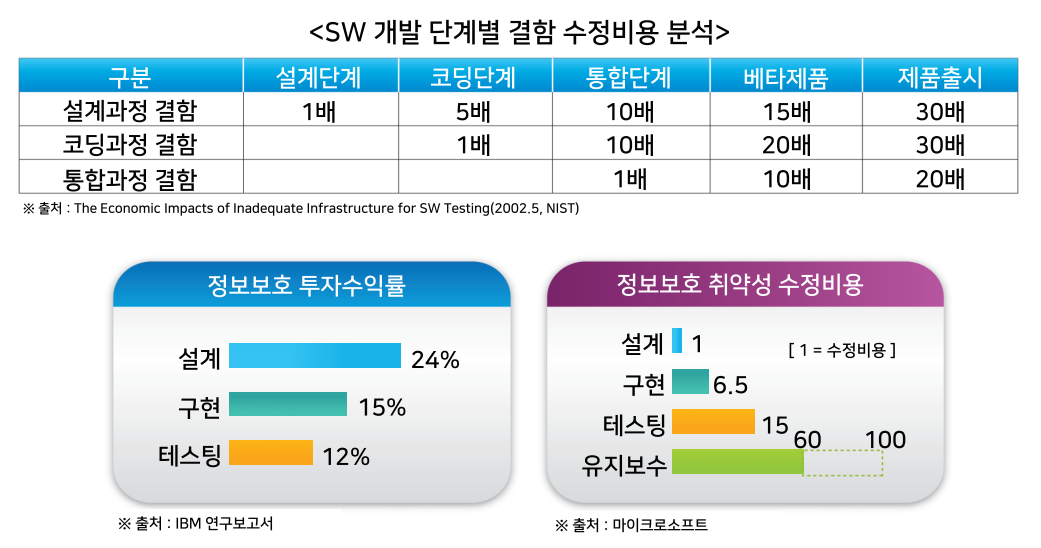 <SW 개발 단계별 결함 수정비용 분석>
구분 설계단계 코딩단계 통합단계 베타제품 제품출시
설계과정 결함 1배 5배 10배 15배 30배
코딩과정 결함 1배 10배 20배 30배
통합과정 결함 1배 10배 20배
※ 출처 : The Economic Impacts of Inadequate Infrastructure for SW Testing(2002.5, NIST)
정보보호 투자수익률
설계 24%
구현 15%
테스팅 12%
※ 출처 : IBM 연구보고서
정보보호 취약성 수정비용
설계 1 [ 1 = 수정비용 ]
구현 6.5
테스팅 15
유지보수 60 100
※ 출처 : 마이크로소프트